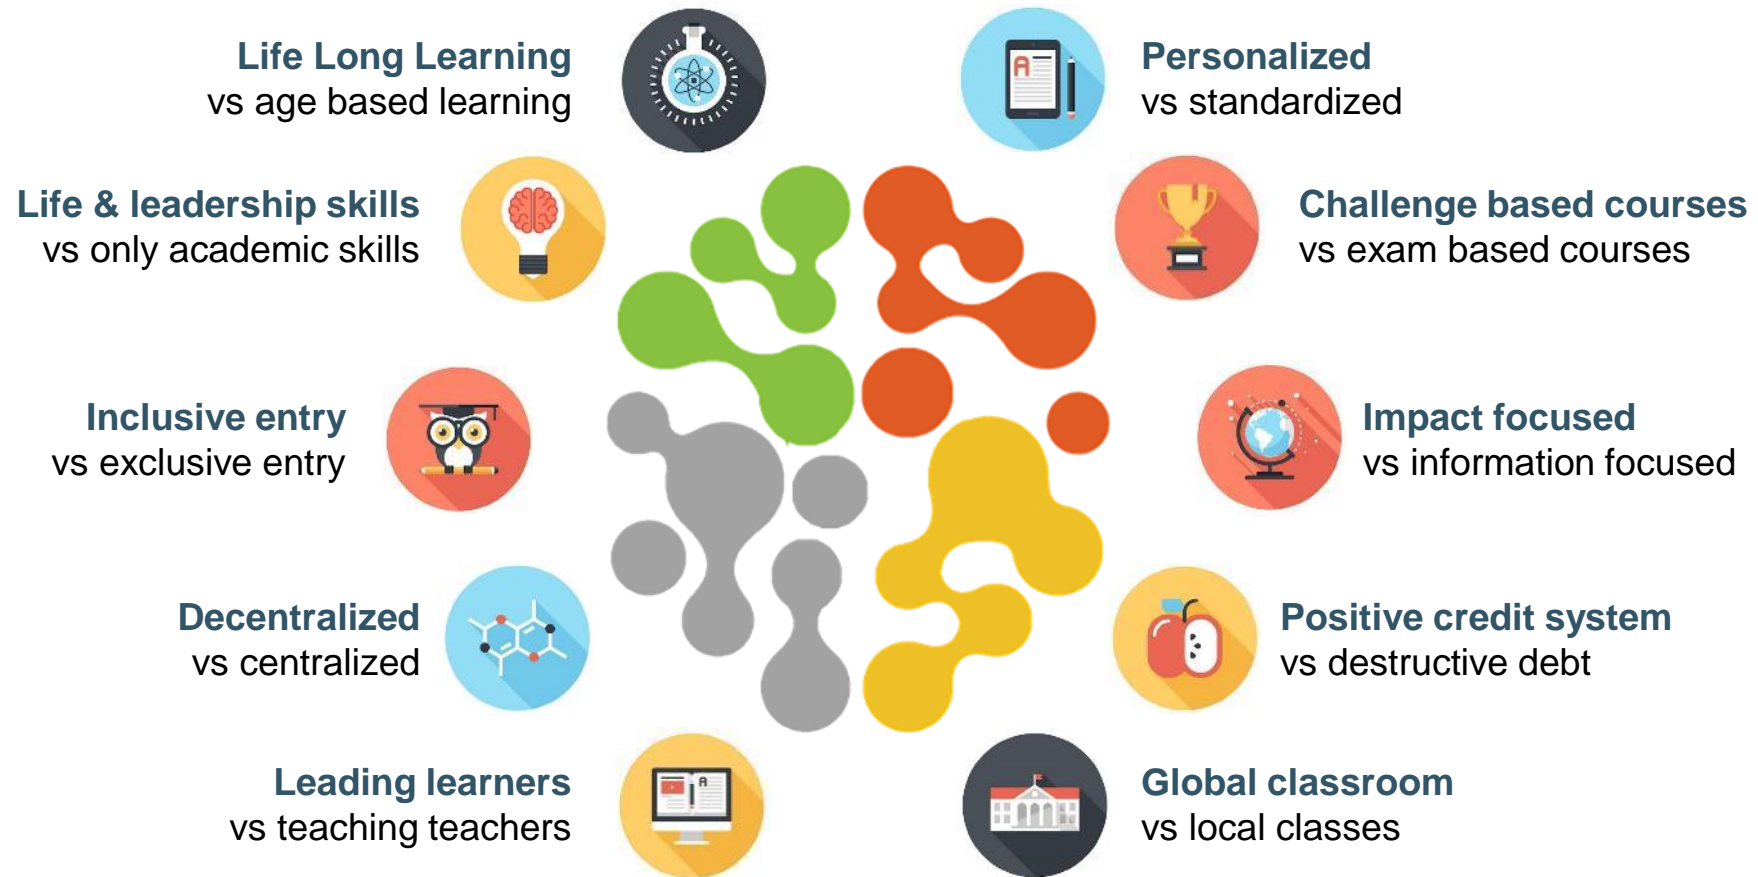 Life Long Learning
vs age based learning
Personalized
vs standardized
Life & leadership skills
vs only academic skills
Challenge based courses
vs exam based courses
Inclusive entry
vs exclusive entry
Impact focused
vs information focused
Decentralized
vs centralized
Positive credit system
vs destructive debt
Leading learners
vs teaching teachers
Global classroom
vs local classes